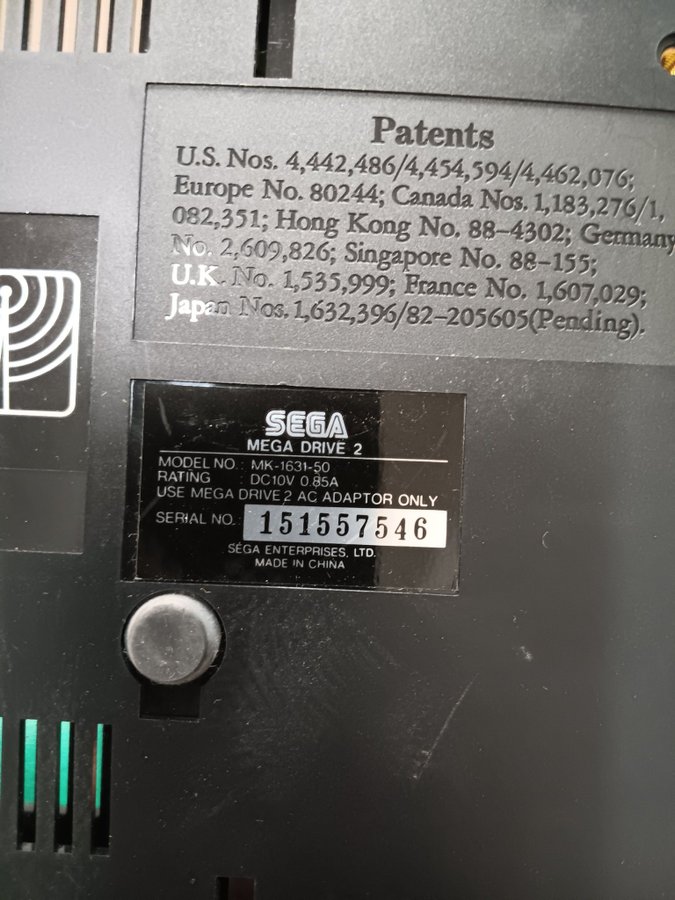 Patents
U.S. Nos. 4,442,486/4,454,594/4,462,076;
Europe No. 80244; Canada Nos. 1,183,276/1,
082,351; Hong Kong No. 88-4302; Germany
No. 2,609,826; Singapore No. 88-155;
U.K. No. 1,535,999; France No. 1,607,029;
Japan Nos. 1,632,396/82-205605(Pending).
SEGA
MEGA DRIVE 2
MODEL NO. MK-1631-50
RATING DC10V 0.85A
USE MEGA DRIVE 2 AC ADAPTOR ONLY
SERIAL NO. 151557546
SEGA ENTERPRISES, LTD.
MADE IN CHINA